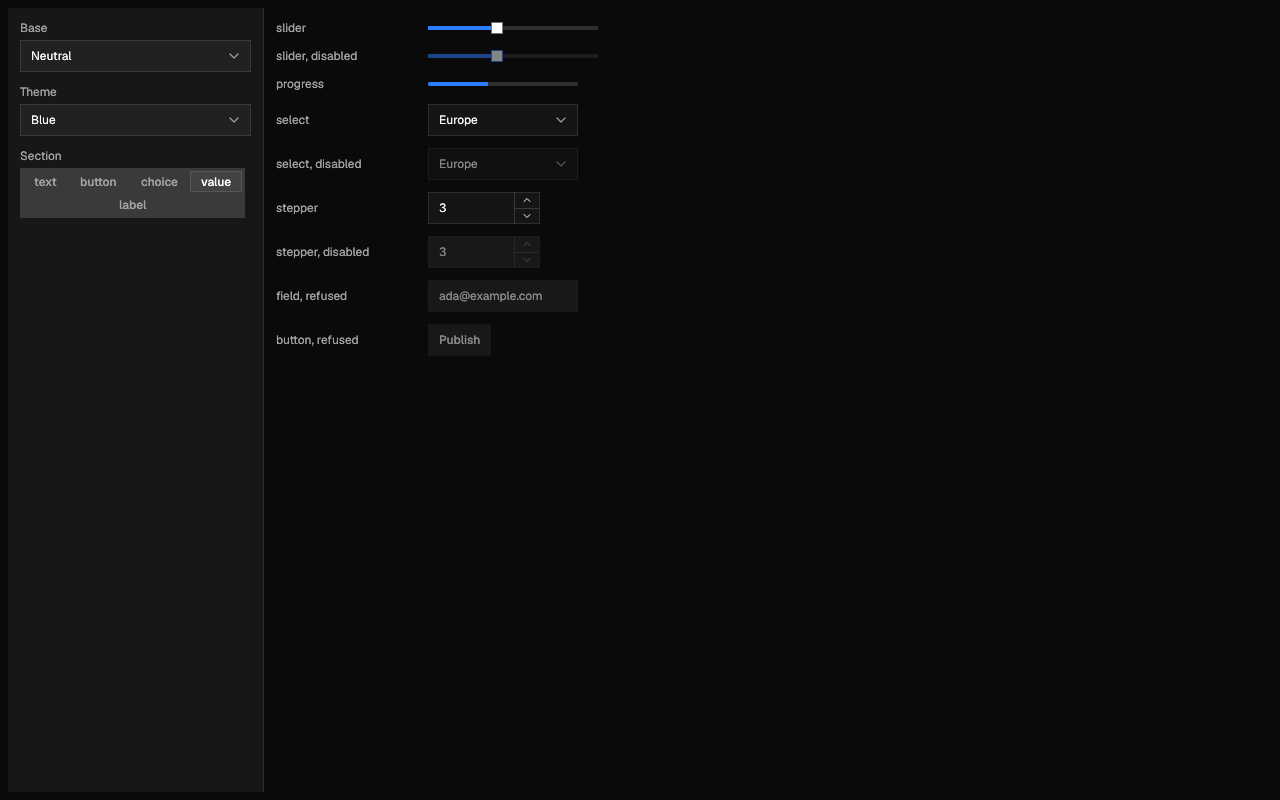 Base
Neutral
Theme
Blue
Section
text button choice value
label
slider
slider, disabled
progress
select Europe
select, disabled Europe
stepper 3
stepper, disabled 3
field, refused ada@example.com
button, refused Publish